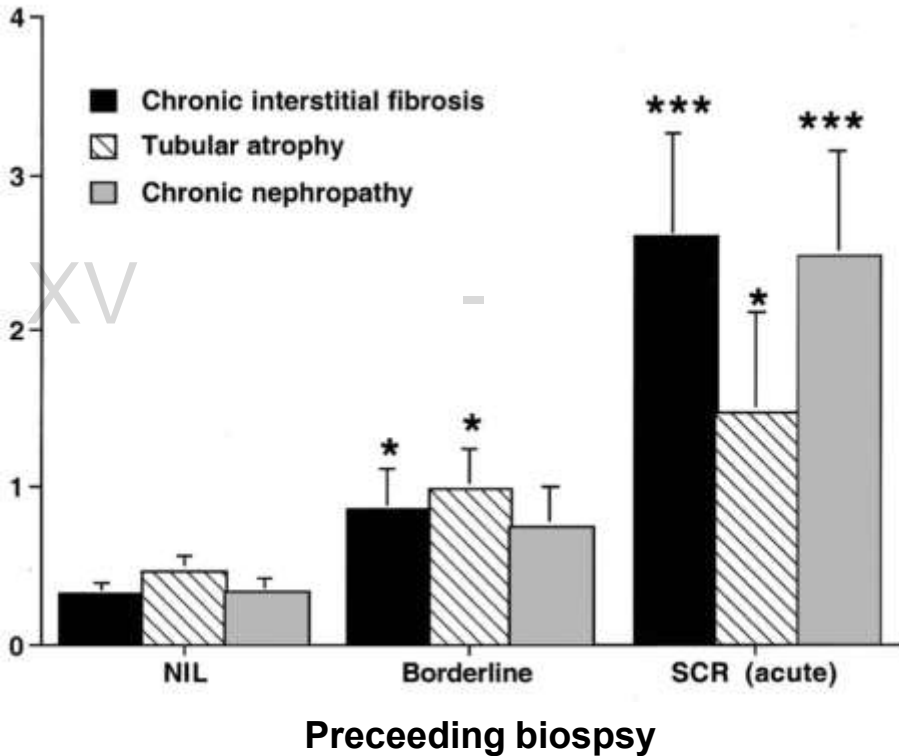 4
Chronic interstitial fibrosis
***
***
Tubular atrophy
3
Chronic nephropathy
XV -
*
2
*
*
1
0
NIL Borderline SCR (acute)
Preceeding biospsy